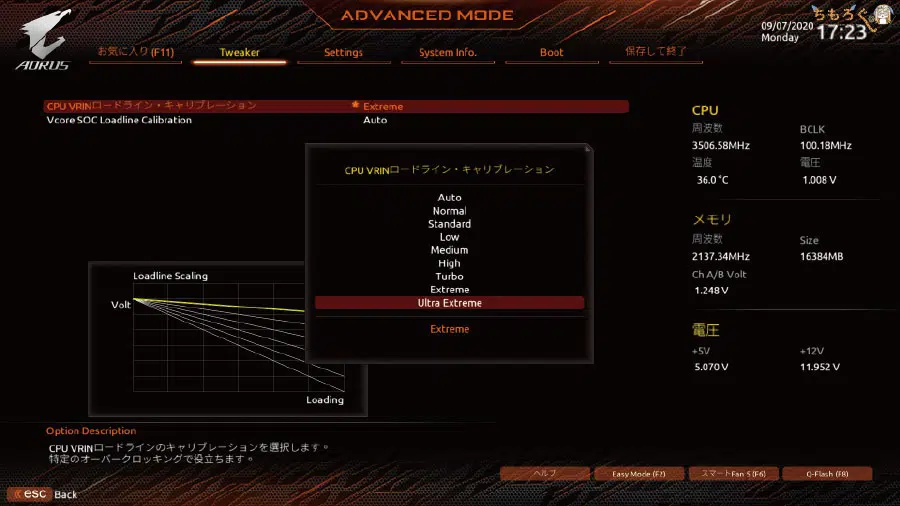 ADVANCED MODE
ちもろぐ
09/07/2020
Monday
17:23
AORUS
お気に入り(F11)
Tweaker
Settings
System Info.
Boot
保存して終了
CPU VRINロードライン・キャリブレーション
Extreme
Vcore SOC Loadline Calibration
Auto
CPU VRINロードライン・キャリブレーション
Auto
Normal
Standard
Low
Medium
High
Turbo
Extreme
Ultra Extreme
Extreme
Loadline Scaling
Volt
Loading
CPU
周波数
BCLK
3506.58MHz
100.18MHz
温度
電圧
36.0 °C
1.008 V
メモリ
周波数
Size
2137.34MHz
16384MB
Ch A/B Volt
1.248 V
電圧
+5V
+12V
5.070 V
11.952 V
Option Description
CPU VRINロードラインのキャリブレーションを選択します。
特定のオーバークロッキングで役立ちます。
ヘルプ
Easy Mode (F2)
スマートFan 5 (F6)
Q-Flash (F8)
esc Back